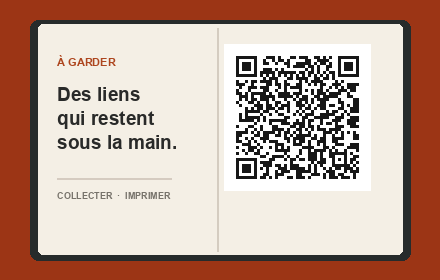 À GARDER
Des liens
qui restent
sous la main.
COLLECTER · IMPRIMER